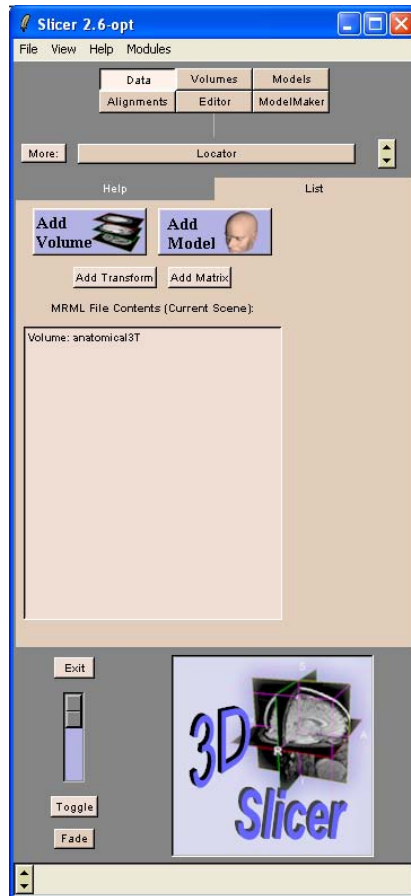 Slicer 2.6-opt
File View Help Modules
Data Volumes Models
Alignments Editor ModelMaker
More: Locator
Help List
Add Volume
Add Model
Add Transform Add Matrix
MRML File Contents (Current Scene):
Volume: anatomical3T
Exit
Toggle
Fade
3D
Slicer
S
R
A
I